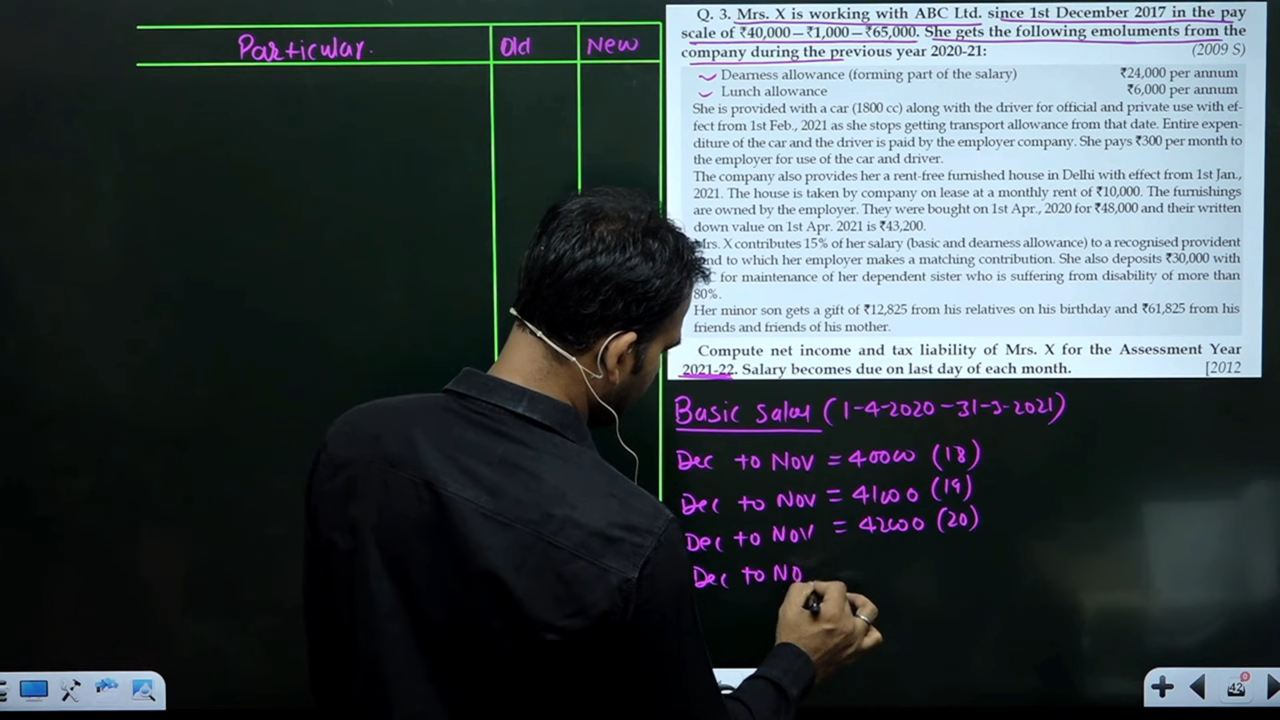 Particular.
Old
New
Q. 3. Mrs. X is working with ABC Ltd. since 1st December 2017 in the pay
scale of ₹40,000–₹1,000–₹65,000. She gets the following emoluments from the
company during the previous year 2020-21: (2009 S)
Dearness allowance (forming part of the salary) ₹24,000 per annum
Lunch allowance ₹6,000 per annum
She is provided with a car (1800 cc) along with the driver for official and private use with ef-
fect from 1st Feb., 2021 as she stops getting transport allowance from that date. Entire expen-
diture of the car and the driver is paid by the employer company. She pays ₹300 per month to
the employer for use of the car and driver.
The company also provides her a rent-free furnished house in Delhi with effect from 1st Jan.,
2021. The house is taken by company on lease at a monthly rent of ₹10,000. The furnishings
are owned by the employer. They were bought on 1st Apr., 2020 for ₹48,000 and their written
down value on 1st Apr. 2021 is ₹43,200.
Mrs. X contributes 15% of her salary (basic and dearness allowance) to a recognised provident
to which her employer makes a matching contribution. She also deposits ₹30,000 with
for maintenance of her dependent sister who is suffering from disability of more than
80%.
Her minor son gets a gift of ₹12,825 from his relatives on his birthday and ₹61,825 from his
friends and friends of his mother.
Compute net income and tax liability of Mrs. X for the Assessment Year
2021-22. Salary becomes due on last day of each month. [2012
Basic Salary (1-4-2020-31-3-2021)
Dec to Nov = 40000 (18)
Dec to Nov = 41000 (19)
Dec to Nov = 42000 (20)
Dec to No
42